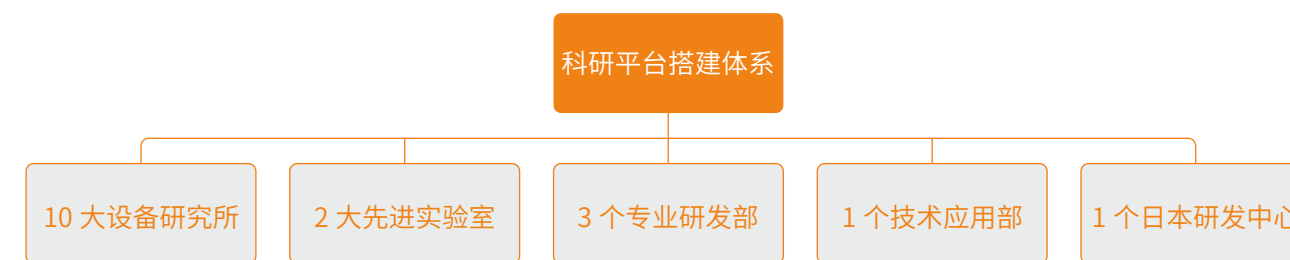 科研平台搭建体系
10 大设备研究所
2 大先进实验室
3 个专业研发部
1 个技术应用部
1 个日本研发中心